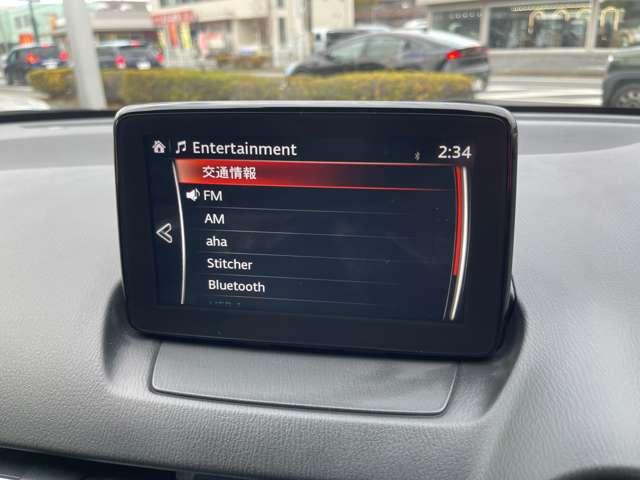 Entertainment
2:34
交通情報
FM
AM
aha
Stitcher
Bluetooth